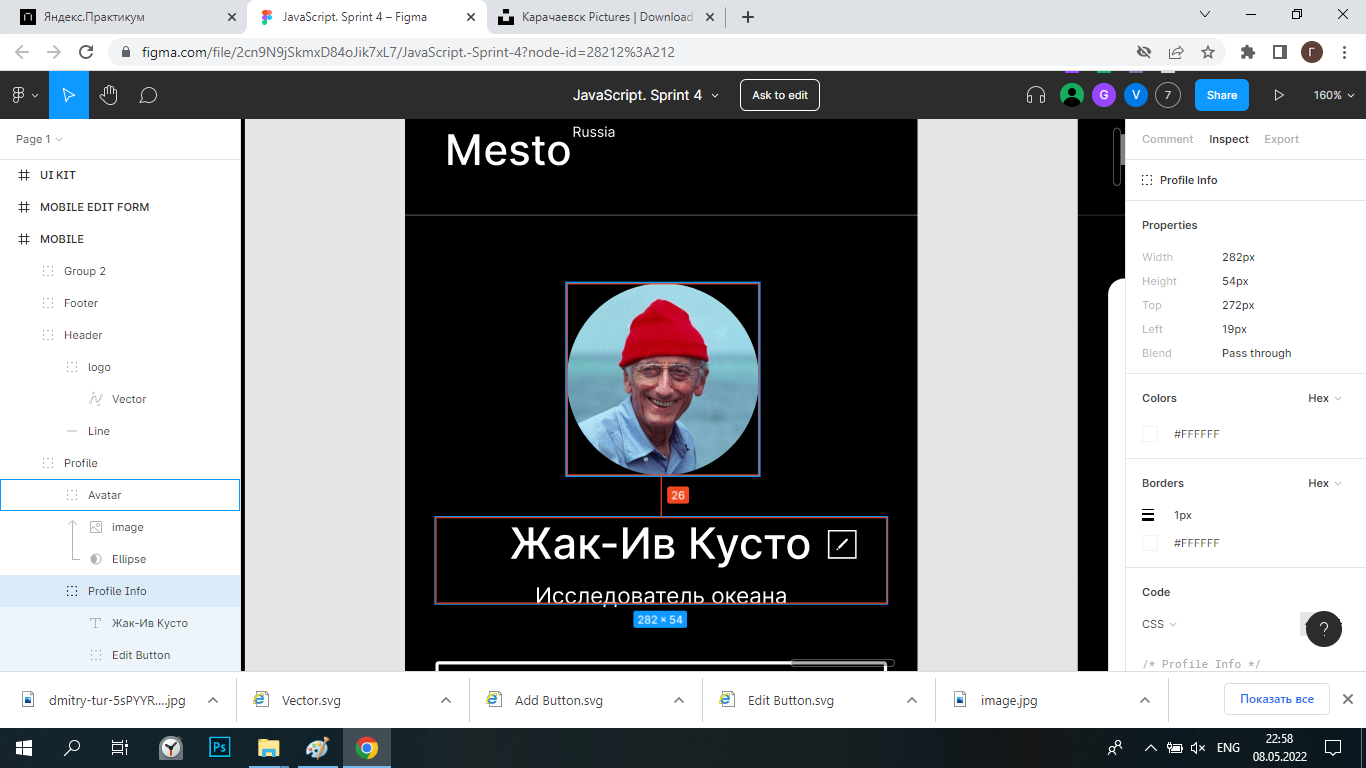 Яндекс.Практикум
JavaScript. Sprint 4 – Figma
Карачаевск Pictures | Download
figma.com/file/2cn9N9jSkmxD84oJik7xL7/JavaScript.-Sprint-4?node-id=28212%3A212
Г
JavaScript. Sprint 4
Ask to edit
G
V
7
Share
160%
Page 1
UI KIT
MOBILE EDIT FORM
MOBILE
Group 2
Footer
Header
logo
Vector
Line
Profile
Avatar
image
Ellipse
Profile Info
Жак-Ив Кусто
Edit Button
Mesto
Russia
26
Жак-Ив Кусто
Исследователь океана
282 × 54
Comment
Inspect
Export
Profile Info
Properties
Width 282px
Height 54px
Top 272px
Left 19px
Blend Pass through
Colors
Hex
#FFFFFF
Borders
Hex
1px
#FFFFFF
Code
CSS
?
/* Profile Info */
dmitry-tur-5sPYYR....jpg
Vector.svg
Add Button.svg
Edit Button.svg
image.jpg
Показать все
Ps
ENG
22:58
08.05.2022